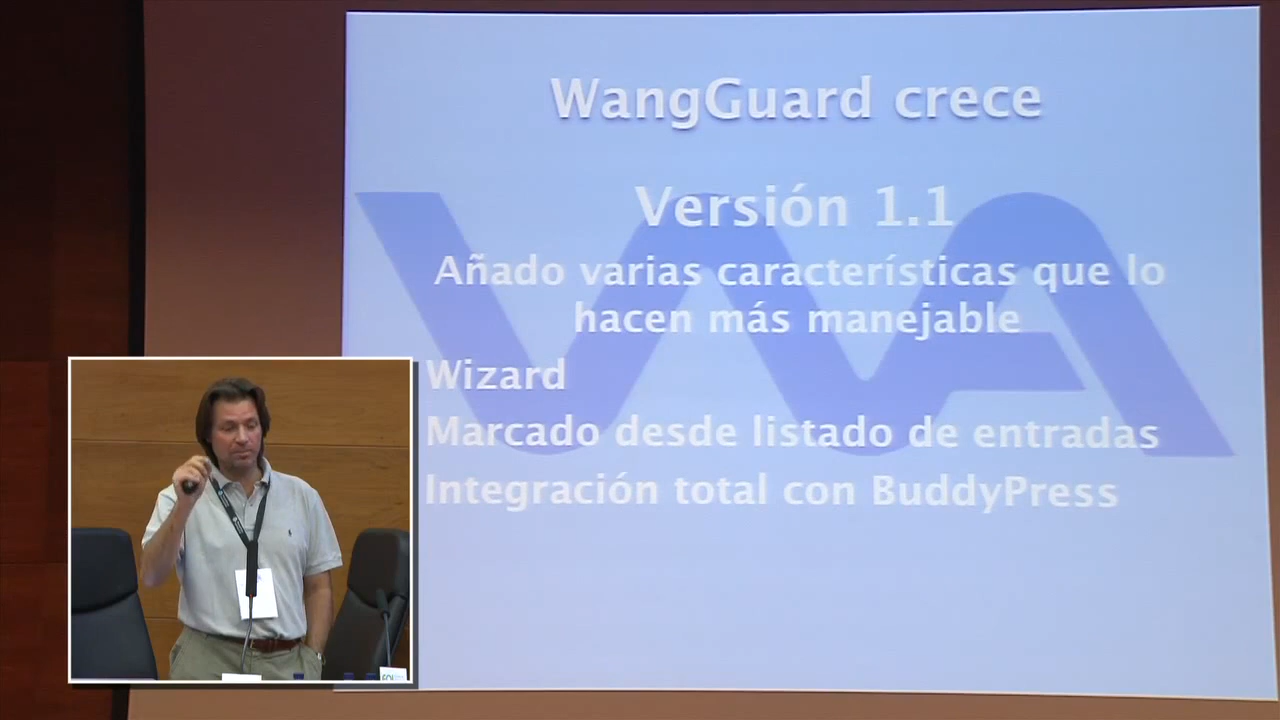 WangGuard crece
Versión 1.1
Añado varias características que lo
hacen más manejable
Wizard
Marcado desde listado de entradas
Integración total con BuddyPress